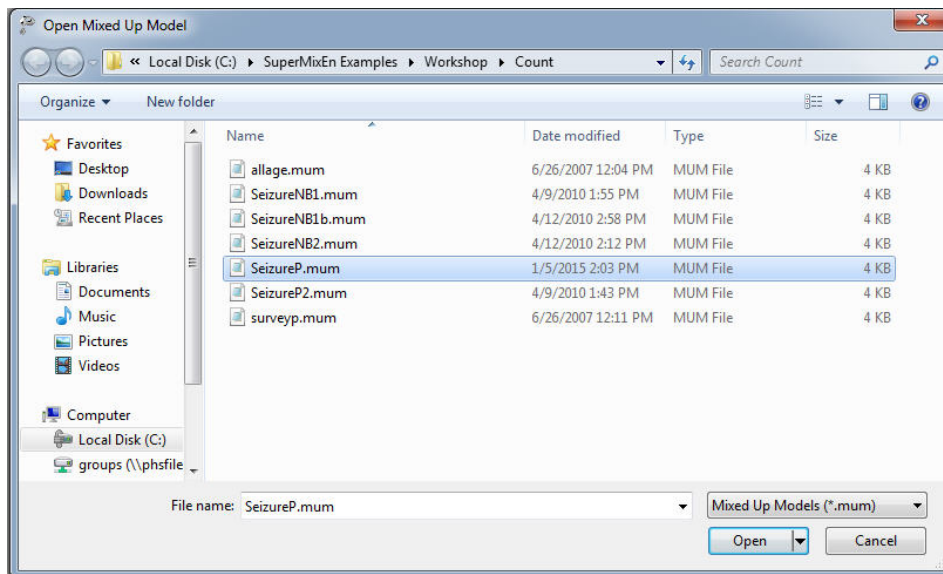 Open Mixed Up Model
« Local Disk (C:) ▸ SuperMixEn Examples ▸ Workshop ▸ Count
Search Count
Organize
New folder
Name Date modified Type Size
allage.mum 6/26/2007 12:04 PM MUM File 4 KB
SeizureNB1.mum 4/9/2010 1:55 PM MUM File 4 KB
SeizureNB1b.mum 4/12/2010 2:58 PM MUM File 4 KB
SeizureNB2.mum 4/12/2010 2:12 PM MUM File 4 KB
SeizureP.mum 1/5/2015 2:03 PM MUM File 4 KB
SeizureP2.mum 4/9/2010 1:43 PM MUM File 4 KB
surveyp.mum 6/26/2007 12:11 PM MUM File 4 KB
Favorites
Desktop
Downloads
Recent Places
Libraries
Documents
Music
Pictures
Videos
Computer
Local Disk (C:)
groups (\\phsfile
File name: SeizureP.mum
Mixed Up Models (*.mum)
Open
Cancel